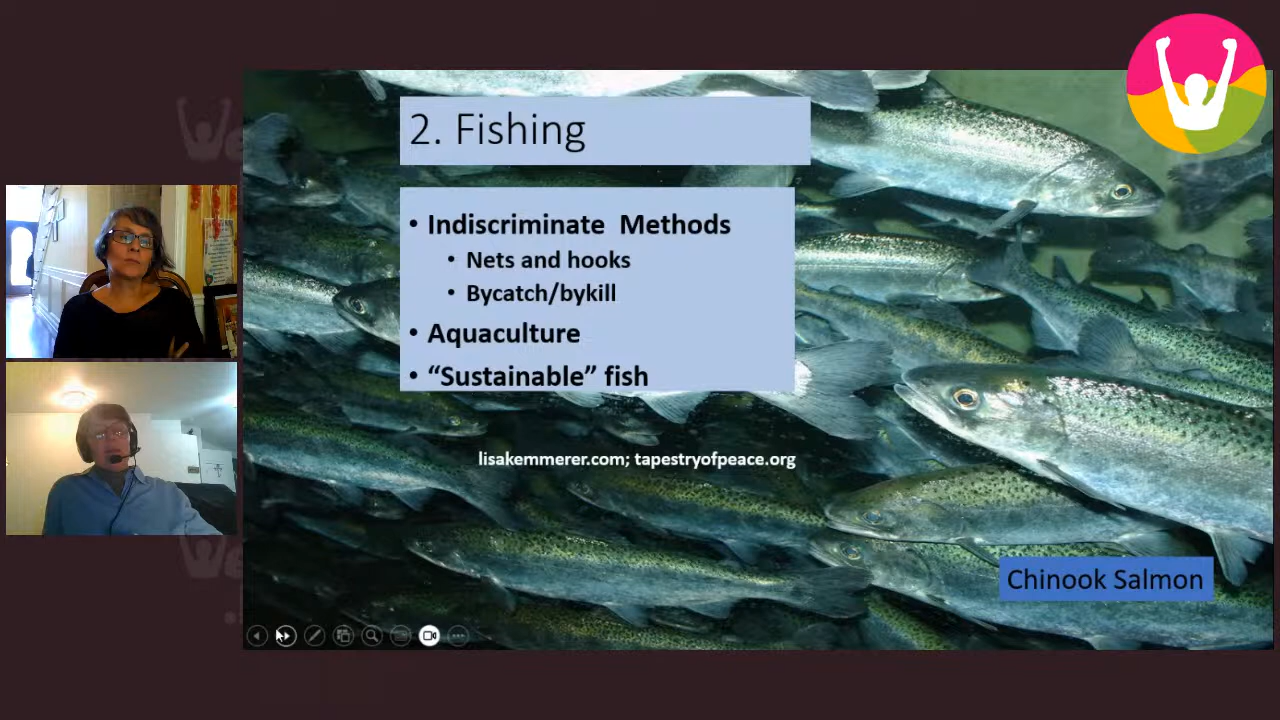 2. Fishing
• Indiscriminate Methods
• Nets and hooks
• Bycatch/bykill
• Aquaculture
• “Sustainable” fish
lisakemmerer.com; tapestryofpeace.org
Chinook Salmon